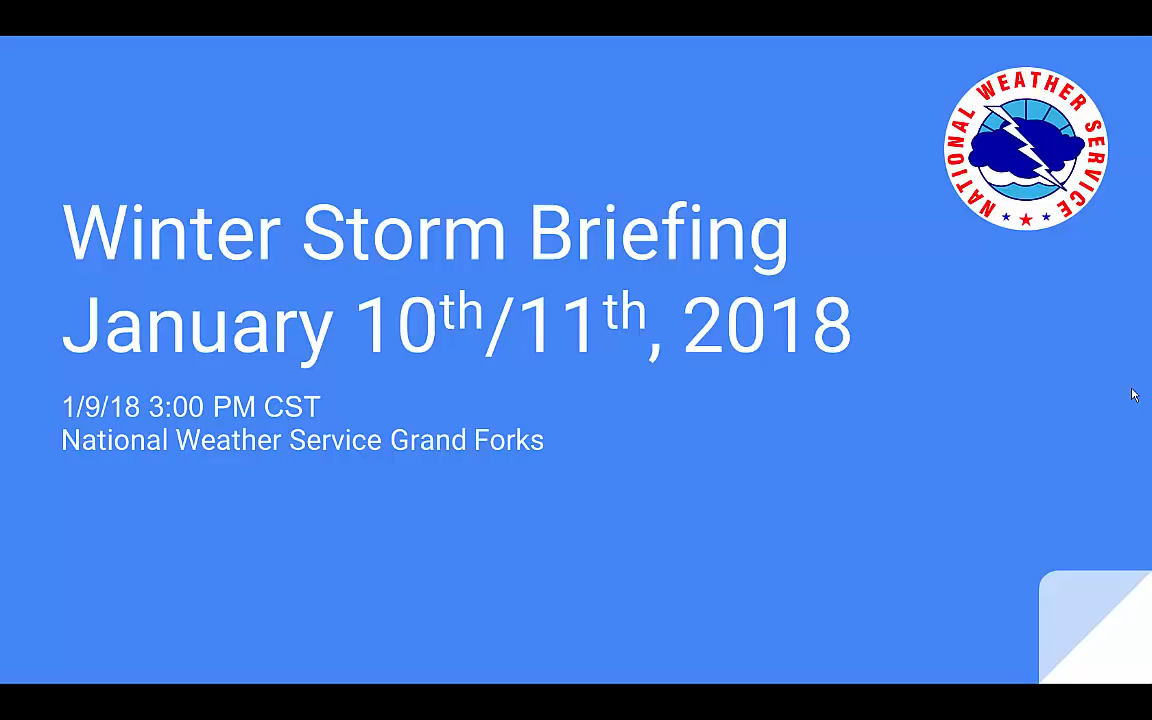 NATIONAL WEATHER SERVICE
Winter Storm Briefing
January 10th/11th, 2018
1/9/18 3:00 PM CST
National Weather Service Grand Forks